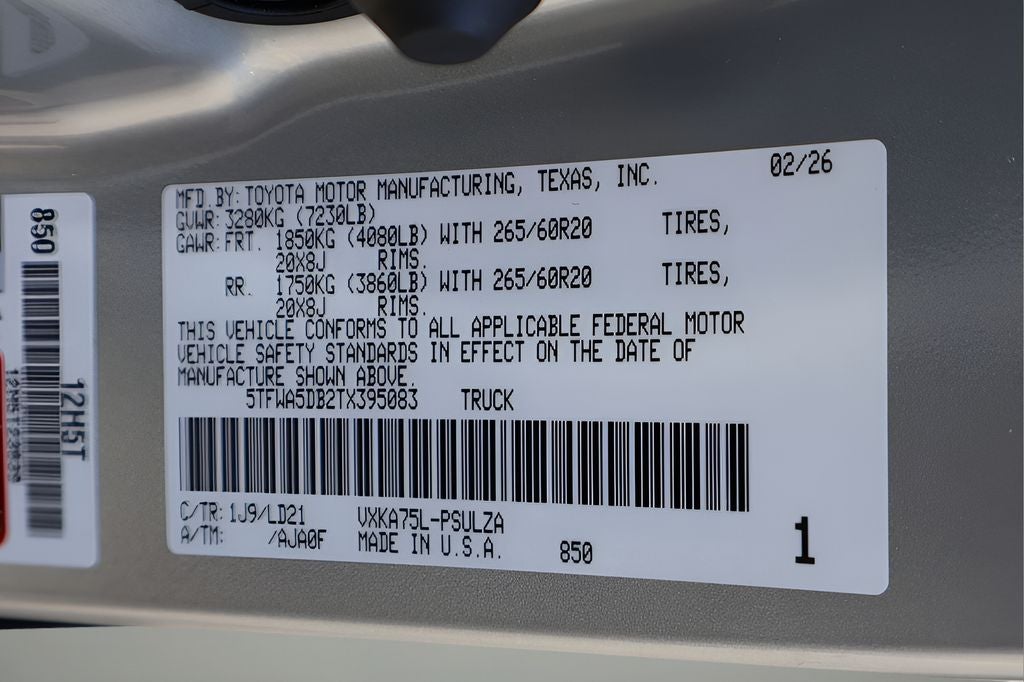 MFD.BY: TOYOTA MOTOR MANUFACTURING, TEXAS, INC. 02/26
GVWR: 3280KG (7230LB)
GAWR: FRT. 1850KG (4080LB) WITH 265/60R20 TIRES,
20X8J RIMS.
RR. 1750KG (3860LB) WITH 265/60R20 TIRES,
20X8J RIMS.
THIS VEHICLE CONFORMS TO ALL APPLICABLE FEDERAL MOTOR
VEHICLE SAFETY STANDARDS IN EFFECT ON THE DATE OF
MANUFACTURE SHOWN ABOVE.
5TFWA5DB2TX395083 TRUCK
C/TR: 1J9/LD21 VXKA75L-PSULZA
A/TM: /AJA0F MADE IN U.S.A. 850 1
850
12H5T